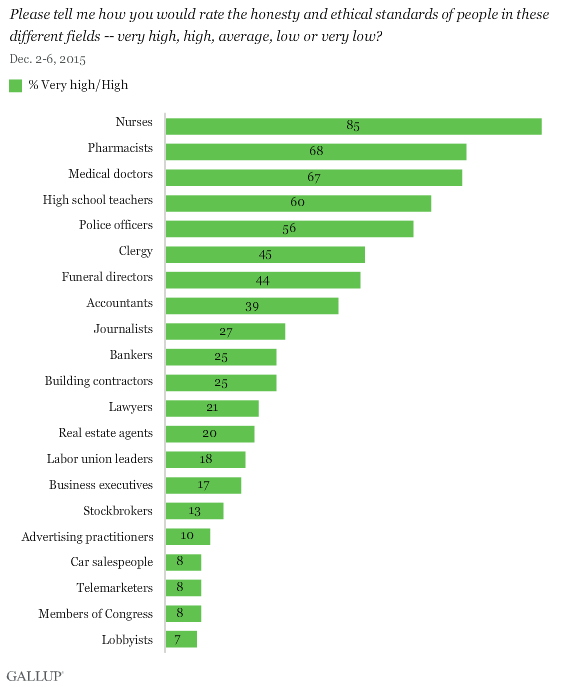 Please tell me how you would rate the honesty and ethical standards of people in these
different fields -- very high, high, average, low or very low?
Dec. 2-6, 2015
% Very high/High
Nurses 85
Pharmacists 68
Medical doctors 67
High school teachers 60
Police officers 56
Clergy 45
Funeral directors 44
Accountants 39
Journalists 27
Bankers 25
Building contractors 25
Lawyers 21
Real estate agents 20
Labor union leaders 18
Business executives 17
Stockbrokers 13
Advertising practitioners 10
Car salespeople 8
Telemarketers 8
Members of Congress 8
Lobbyists 7
GALLUP